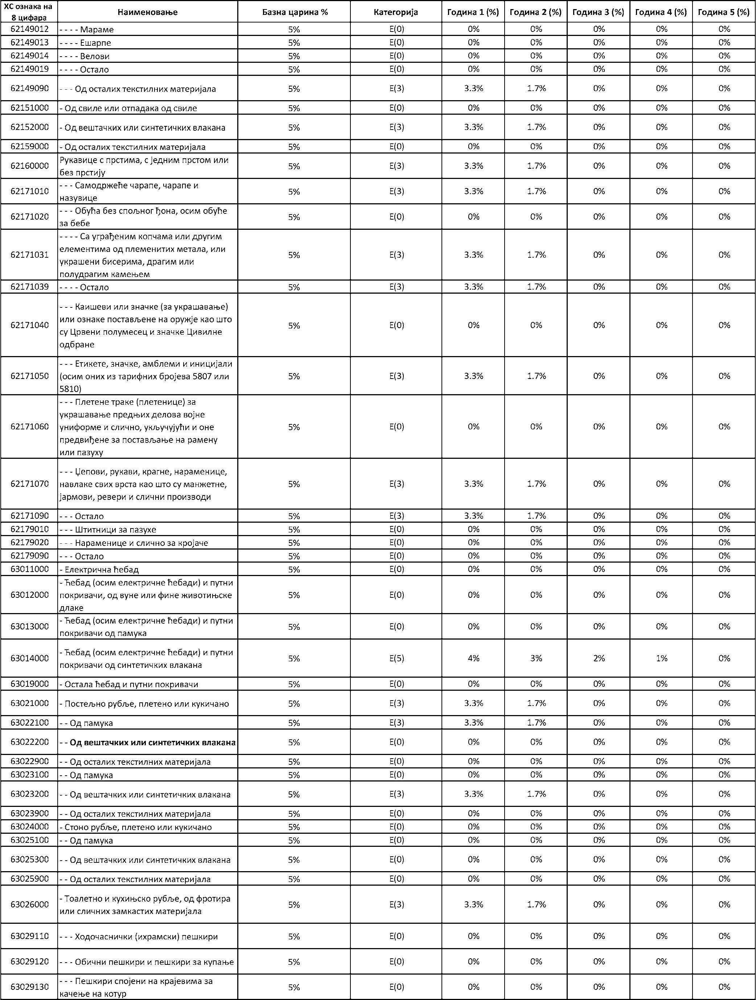 ХС ознака на 8 цифара Наименовање Базна царина % Категорија Година 1 (%) Година 2 (%) Година 3 (%) Година 4 (%) Година 5 (%)
62149012 - - - - Мараме 5% Е(0) 0% 0% 0% 0% 0%
62149013 - - - - Ешарпе 5% Е(0) 0% 0% 0% 0% 0%
62149014 - - - - Велови 5% Е(0) 0% 0% 0% 0% 0%
62149019 - - - - Остало 5% Е(0) 0% 0% 0% 0% 0%
62149090 - - - Од осталих текстилних материјала 5% Е(3) 3.3% 1.7% 0% 0% 0%
62151000 - Од свиле или отпадака од свиле 5% Е(0) 0% 0% 0% 0% 0%
62152000 - Од вештачких или синтетичких влакана 5% Е(3) 3.3% 1.7% 0% 0% 0%
62159000 - Од осталих текстилних материјала 5% Е(0) 0% 0% 0% 0% 0%
62160000 Рукавице с прстима, с једним прстом или
без прстију 5% Е(3) 3.3% 1.7% 0% 0% 0%
62171010 - - - Самодржеће чарапе, чарапе и
назувице 5% Е(3) 3.3% 1.7% 0% 0% 0%
62171020 - - - Обућа без спољног ђона, осим обуће
за бебе 5% Е(0) 0% 0% 0% 0% 0%
62171031 - - - - Са уграђеним копчама или другим
елементима од племенитих метала, или
украшени бисерима, драгим или
полудрагим камењем 5% Е(3) 3.3% 1.7% 0% 0% 0%
62171039 - - - - Остало 5% Е(3) 3.3% 1.7% 0% 0% 0%
62171040 - - - Каишеви или значке (за украшавање)
или ознаке постављене на оружје као што
су Црвени полумесец и значке Цивилне
одбране 5% Е(0) 0% 0% 0% 0% 0%
62171050 - - - Етикете, значке, амблеми и иницијали
(осим оних из тарифних бројева 5807 или
5810) 5% Е(3) 3.3% 1.7% 0% 0% 0%
62171060 - - - Плетене траке (плетенице) за
украшавање предњих делова војне
униформе и слично, укључујући и оне
предвиђене за постављање на рамену
или пазуху 5% Е(0) 0% 0% 0% 0% 0%
62171070 - - - Џепови, рукави, крагне, нараменице,
навлаке свих врста као што су манжетне,
јармови, ревери и слични производи 5% Е(3) 3.3% 1.7% 0% 0% 0%
62171090 - - - Остало 5% Е(3) 3.3% 1.7% 0% 0% 0%
62179010 - - - Штитници за пазухе 5% Е(0) 0% 0% 0% 0% 0%
62179020 - - - Нараменице и слично за кројаче 5% Е(0) 0% 0% 0% 0% 0%
62179090 - - - Остало 5% Е(0) 0% 0% 0% 0% 0%
63011000 - Електрична ћебад 5% Е(0) 0% 0% 0% 0% 0%
63012000 - Ћебад (осим електричне ћебади) и путни
покривачи, од вуне или фине животињске
длаке 5% Е(0) 0% 0% 0% 0% 0%
63013000 - Ћебад (осим електричне ћебади) и путни
покривачи од памука 5% Е(0) 0% 0% 0% 0% 0%
63014000 - Ћебад (осим електричне ћебади) и путни
покривачи од синтетичких влакана 5% Е(5) 4% 3% 2% 1% 0%
63019000 - Остала ћебад и путни покривачи 5% Е(0) 0% 0% 0% 0% 0%
63021000 - Постељно рубље, плетено или кукичано 5% Е(3) 3.3% 1.7% 0% 0% 0%
63022100 - - Од памука 5% Е(3) 3.3% 1.7% 0% 0% 0%
63022200 - - Од вештачких или синтетичких влакана 5% Е(0) 0% 0% 0% 0% 0%
63022900 - - Од осталих текстилних материјала 5% Е(0) 0% 0% 0% 0% 0%
63023100 - - Од памука 5% Е(0) 0% 0% 0% 0% 0%
63023200 - - Од вештачких или синтетичких влакана 5% Е(3) 3.3% 1.7% 0% 0% 0%
63023900 - - Од осталих текстилних материјала 5% Е(0) 0% 0% 0% 0% 0%
63024000 - Стоно рубље, плетено или кукичано 5% Е(0) 0% 0% 0% 0% 0%
63025100 - - Од памука 5% Е(0) 0% 0% 0% 0% 0%
63025300 - - Од вештачких или синтетичких влакана 5% Е(0) 0% 0% 0% 0% 0%
63025900 - - Од осталих текстилних материјала 5% Е(0) 0% 0% 0% 0% 0%
63026000 - Тоалетно и кухињско рубље, од фротира
или сличних замкастих материјала 5% Е(3) 3.3% 1.7% 0% 0% 0%
63029110 - - - Ходочаснички (ихрамски) пешкири 5% Е(0) 0% 0% 0% 0% 0%
63029120 - - - Обични пешкири и пешкири за купање 5% Е(0) 0% 0% 0% 0% 0%
63029130 - - - Пешкири спојени на крајевима за
качење на котур 5% Е(0) 0% 0% 0% 0% 0%